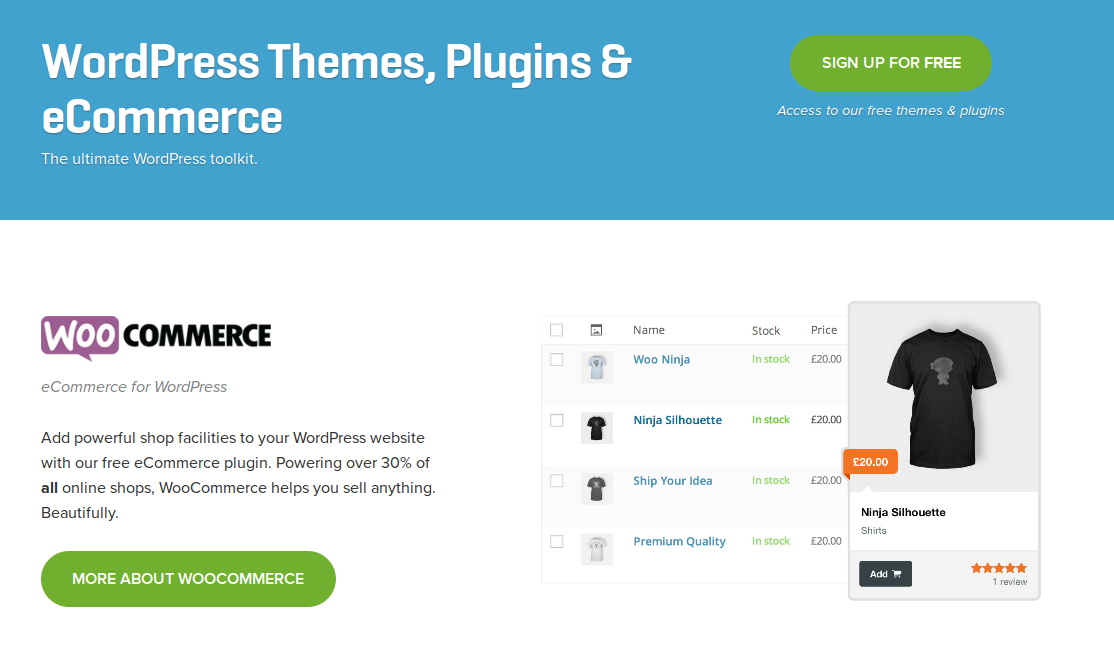 WordPress Themes, Plugins &
eCommerce
The ultimate WordPress toolkit.
SIGN UP FOR FREE
Access to our free themes & plugins
WOO COMMERCE
eCommerce for WordPress
Add powerful shop facilities to your WordPress website
with our free eCommerce plugin. Powering over 30% of
all online shops, WooCommerce helps you sell anything.
Beautifully.
MORE ABOUT WOOCOMMERCE
Name Stock Price
Woo Ninja In stock £20.00
Ninja Silhouette In stock £20.00
Ship Your Idea In stock £20.00
Premium Quality In stock £20.00
£20.00
Ninja Silhouette
Shirts
Add
1 review